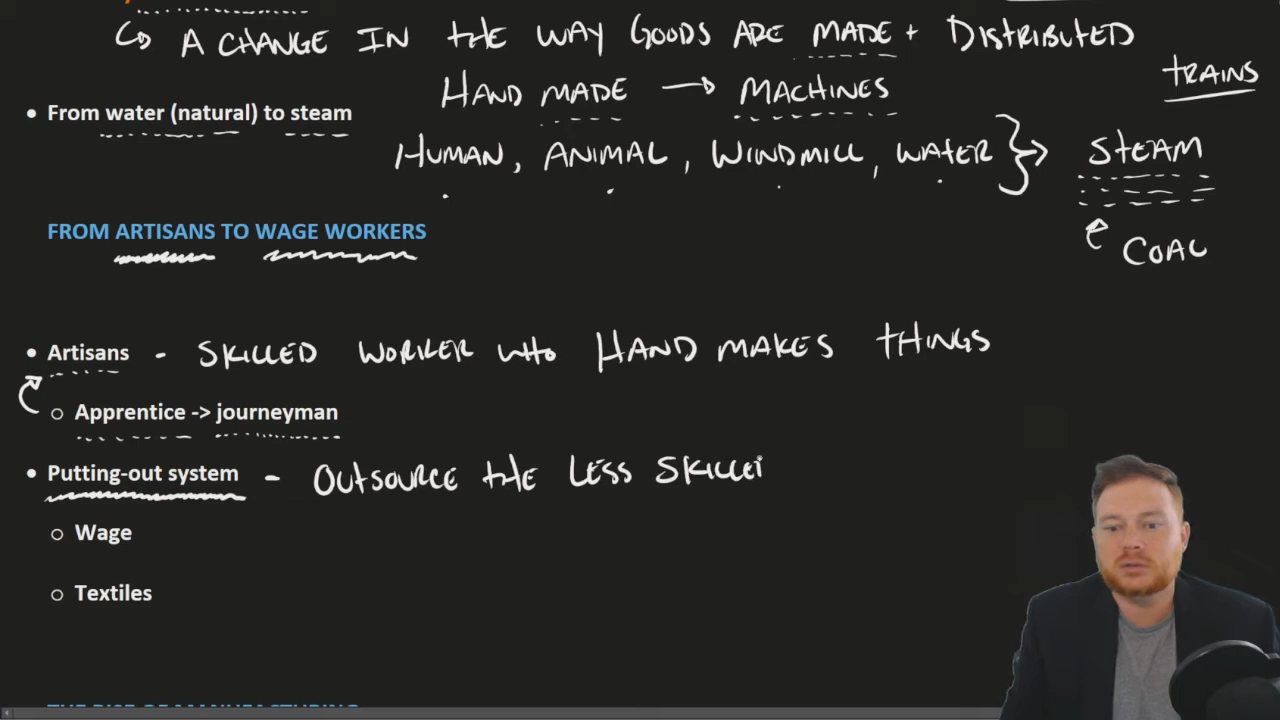 ↳ A CHANGE IN THE WAY GOODS ARE MADE + DISTRIBUTED
HAND MADE → MACHINES
TRAINS
• From water (natural) to steam
HUMAN, ANIMAL, WINDMILL, WATER } → STEAM
COAL
FROM ARTISANS TO WAGE WORKERS
• Artisans - SKILLED WORKER WHO HAND MAKES THINGS
○ Apprentice -> journeyman
• Putting-out system - OUTSOURCE THE LESS SKILLE
○ Wage
○ Textiles